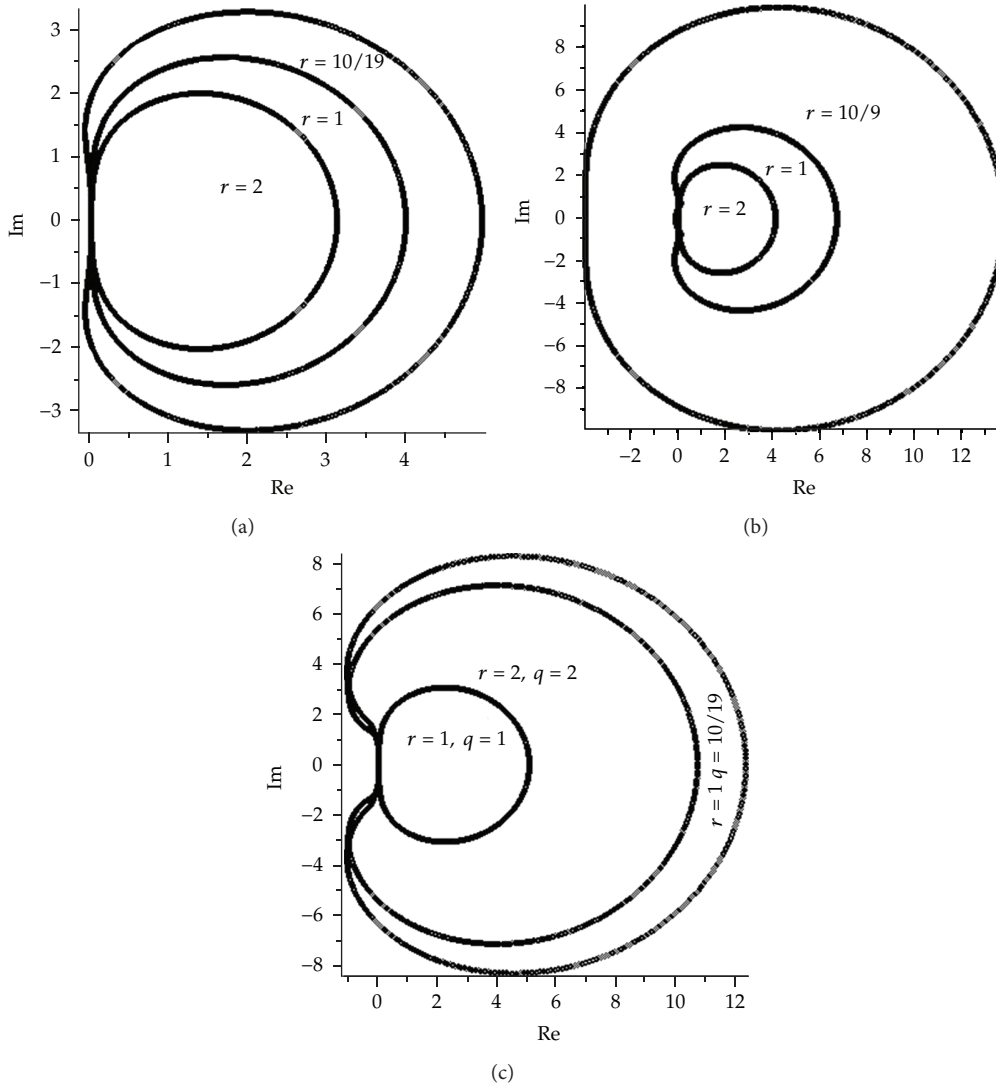 3
2
1
0
−1
−2
−3
Im
r = 10/19
r = 1
r = 2
0 1 2 3 4
Re
(a)
8
6
4
2
0
−2
−4
−6
−8
Im
r = 10/9
r = 1
r = 2
−2 0 2 4 6 8 10 12
Re
(b)
8
6
4
2
0
−2
−4
−6
−8
Im
r = 2, q = 2
r = 1, q = 1
r = 1 q = 10/19
0 2 4 6 8 10 12
Re
(c)